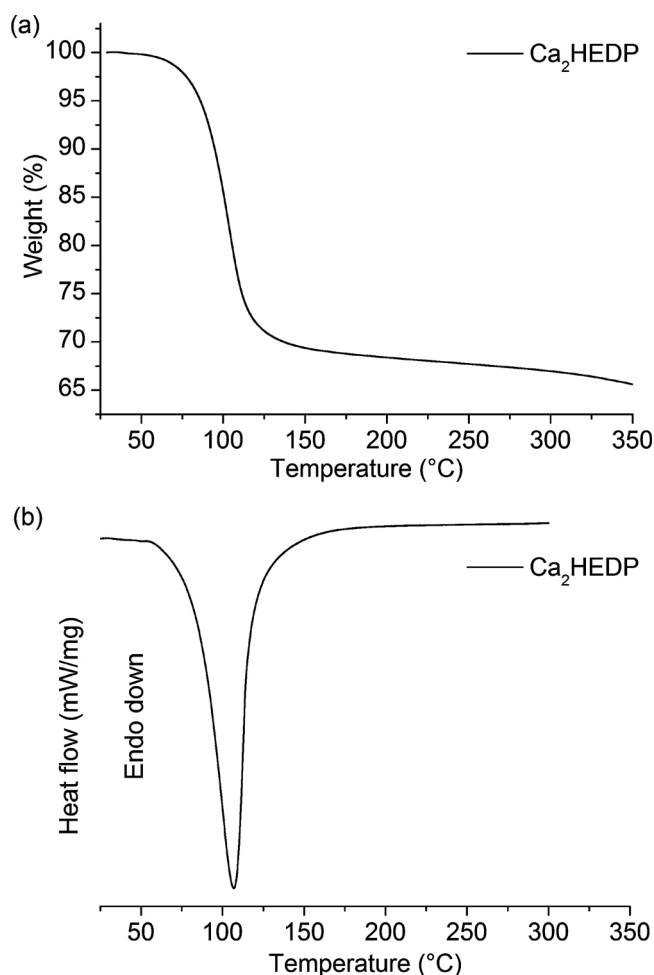 (a)
100
95
90
85
80
75
70
65
Weight (%)
Ca₂HEDP
50 100 150 200 250 300 350
Temperature (°C)
(b)
Heat flow (mW/mg)
Endo down
Ca₂HEDP
50 100 150 200 250 300 350
Temperature (°C)